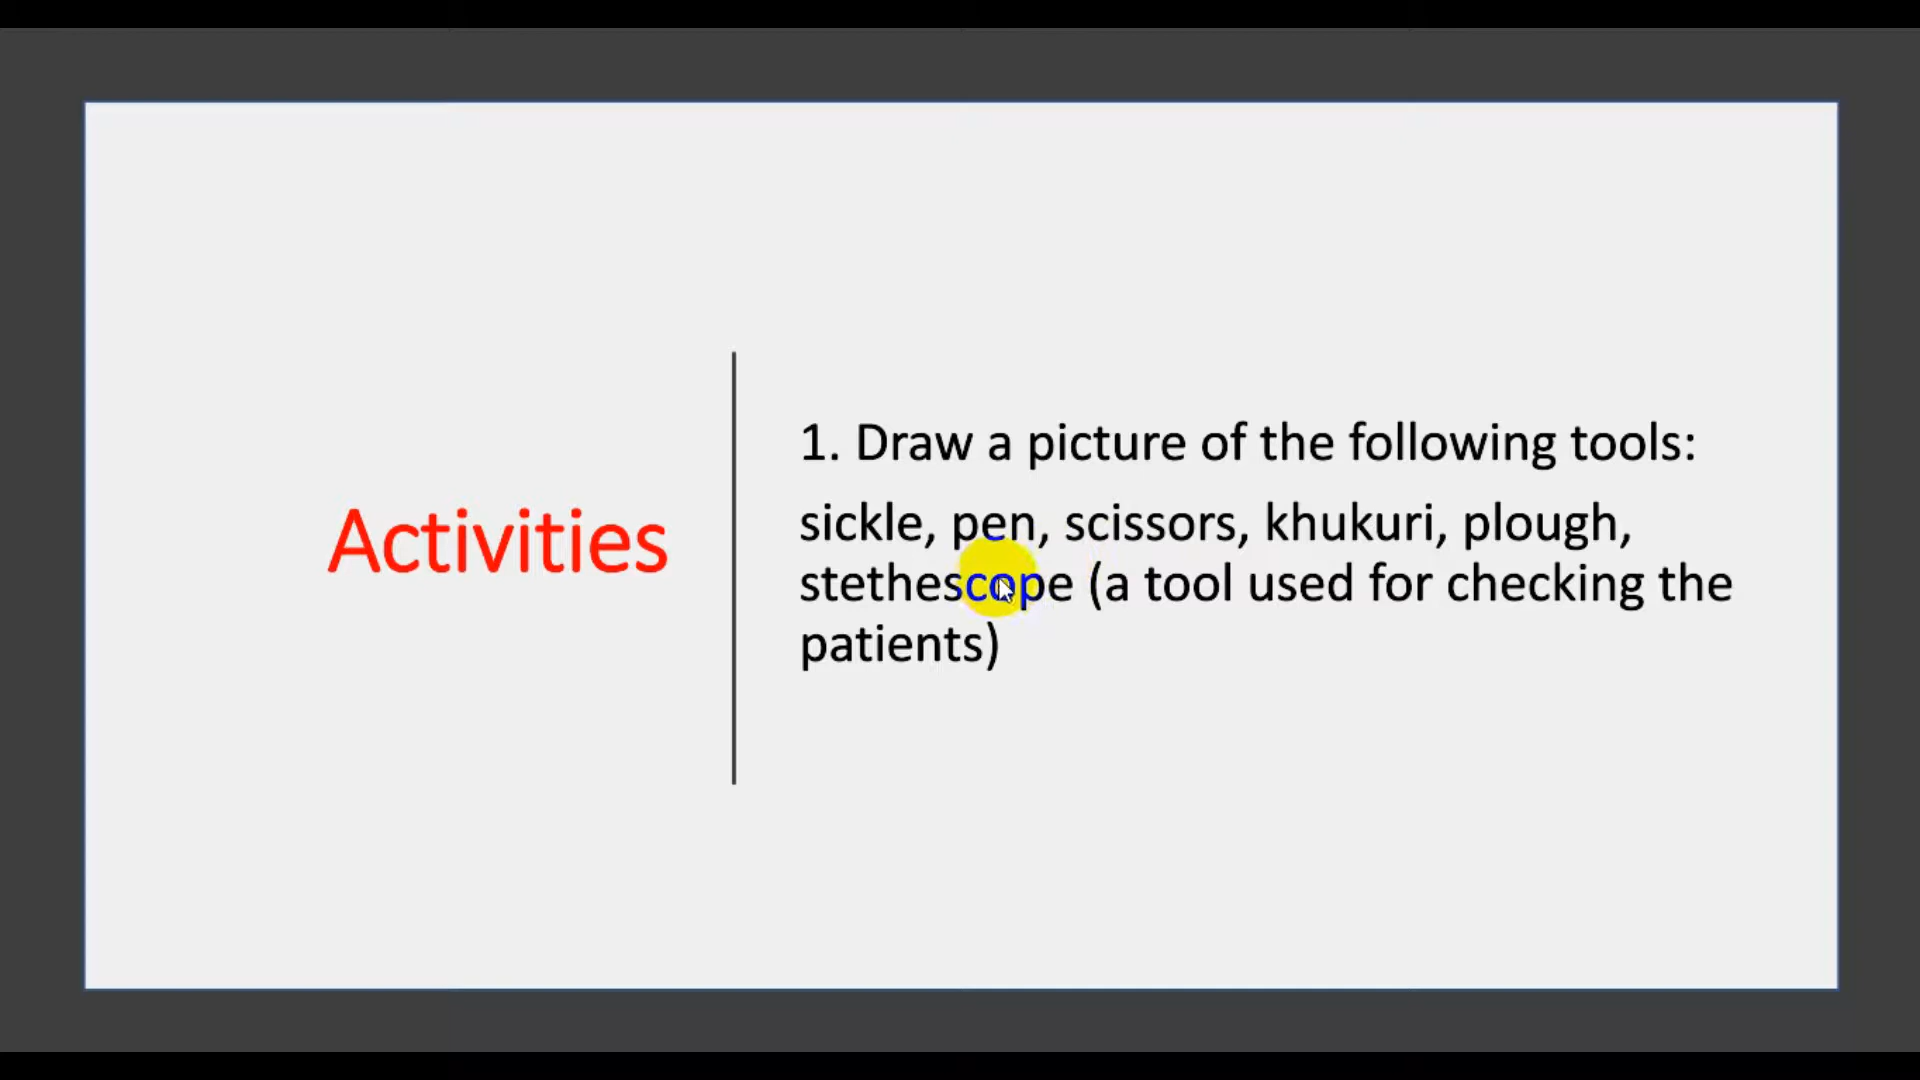 Activities
1. Draw a picture of the following tools:
sickle, pen, scissors, khukuri, plough,
stethescope (a tool used for checking the
patients)